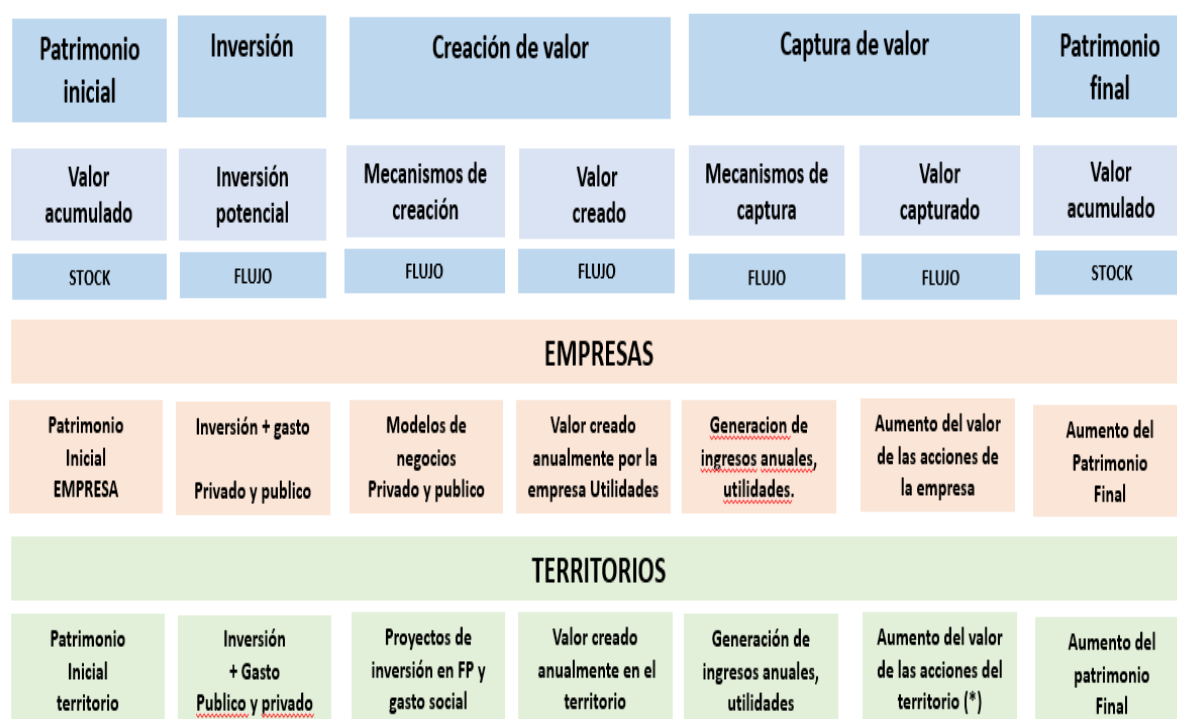 Patrimonio
inicial
Inversión
Creación de valor
Captura de valor
Patrimonio
final
Valor
acumulado
Inversión
potencial
Mecanismos de
creación
Valor
creado
Mecanismos de
captura
Valor
capturado
Valor
acumulado
STOCK
FLUJO
FLUJO
FLUJO
FLUJO
FLUJO
STOCK
EMPRESAS
Patrimonio
Inicial
EMPRESA
Inversión + gasto
Privado y publico
Modelos de
negocios
Privado y publico
Valor creado
anualmente por la
empresa Utilidades
Generacion de
ingresos anuales,
utilidades.
Aumento del valor
de las acciones de
la empresa
Aumento del
Patrimonio
Final
TERRITORIOS
Patrimonio
Inicial
territorio
Inversión
+ Gasto
Publico y privado
Proyectos de
inversión en FP y
gasto social
Valor creado
anualmente en el
territorio
Generación de
ingresos anuales,
utilidades
Aumento del valor
de las acciones del
territorio (*)
Aumento del
patrimonio
Final